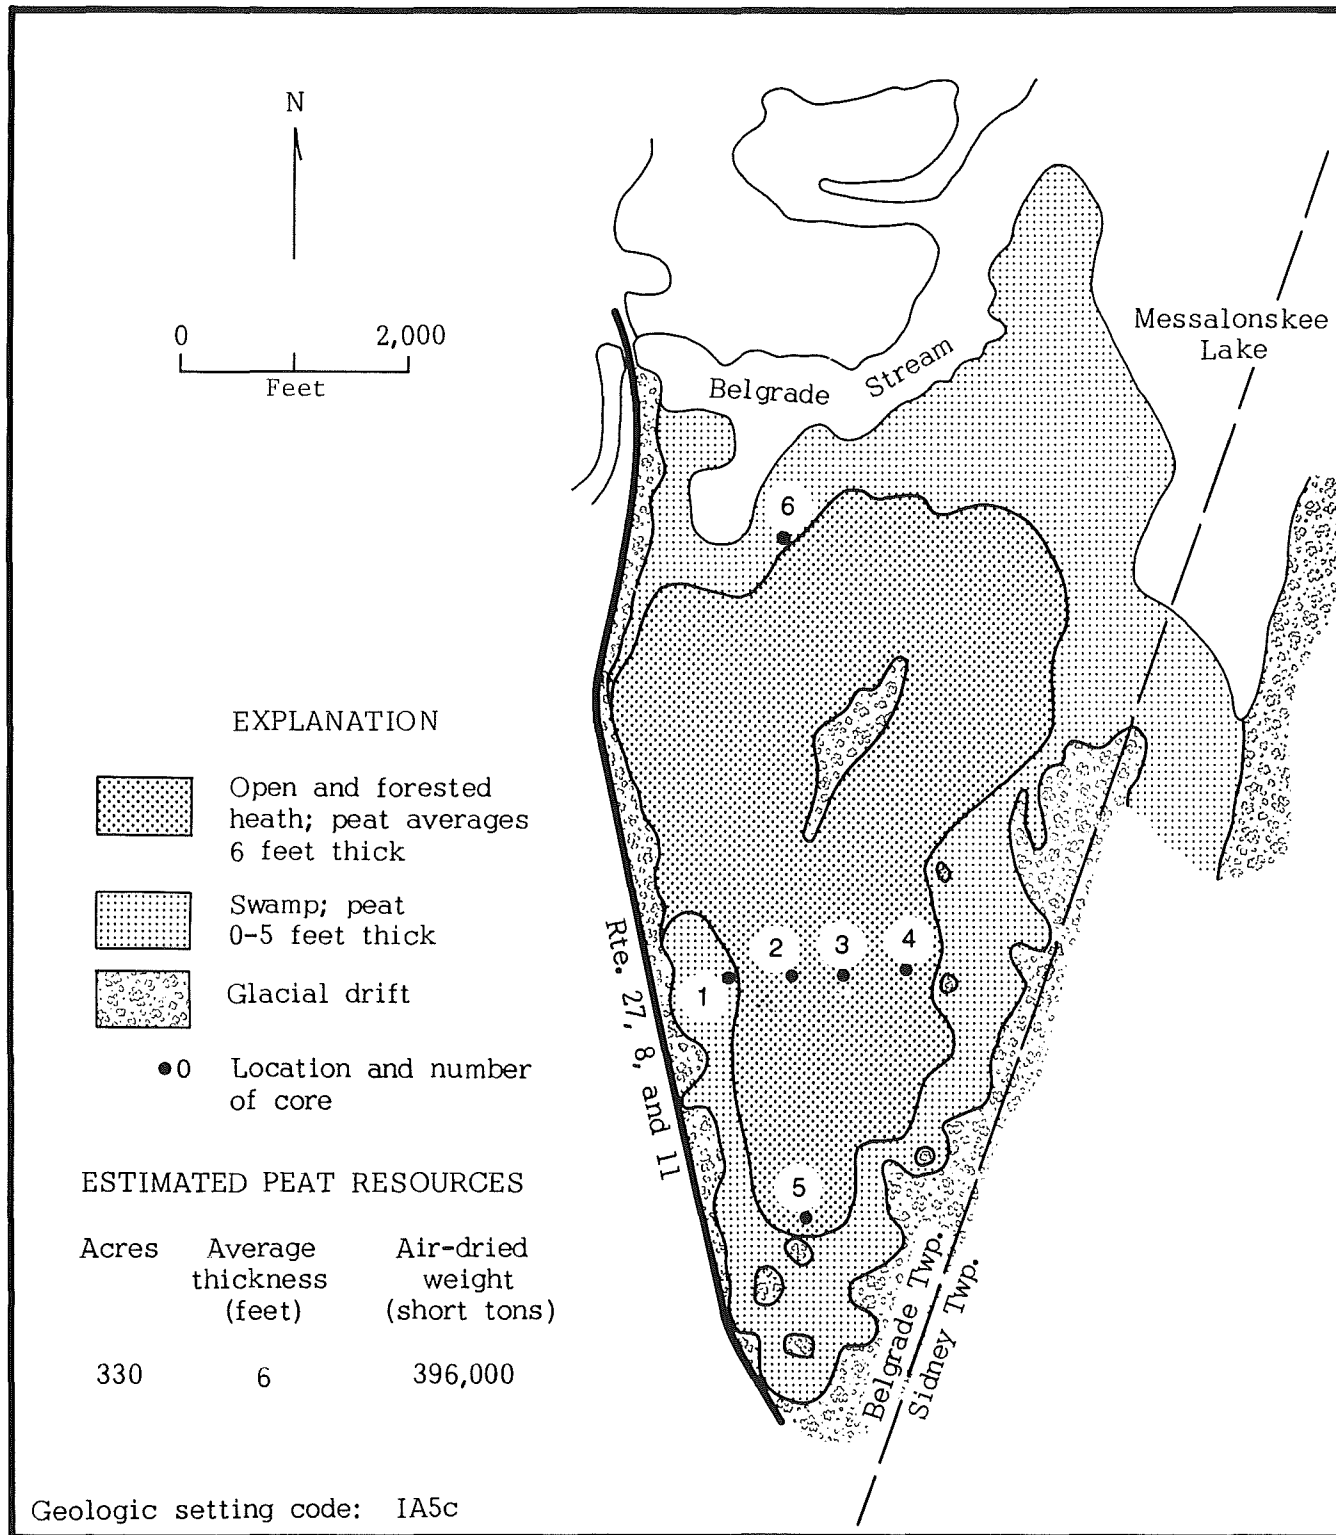 N
0 2,000
Feet
Messalonskee
Lake
Belgrade Stream
6
EXPLANATION
Open and forested
heath; peat averages
6 feet thick
Swamp; peat
0-5 feet thick
Glacial drift
0 Location and number
of core
Rte. 27, 8, and 11
1
2
3
4
5
Belgrade Twp.
Sidney Twp.
ESTIMATED PEAT RESOURCES
Acres Average Air-dried
thickness weight
(feet) (short tons)
330 6 396,000
Geologic setting code: IA5c